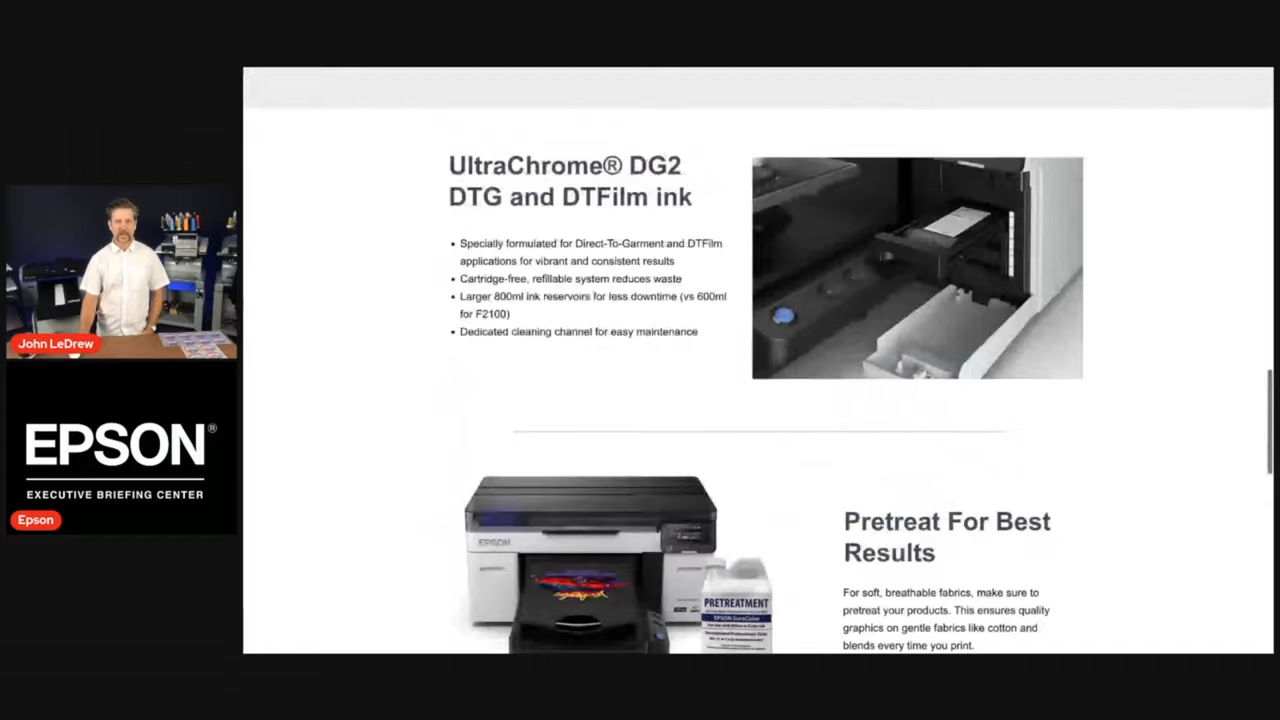 UltraChrome® DG2
DTG and DTFilm ink
• Specially formulated for Direct-To-Garment and DTFilm
applications for vibrant and consistent results
• Cartridge-free, refillable system reduces waste
• Larger 800ml ink reservoirs for less downtime (vs 600ml
for F2100)
• Dedicated cleaning channel for easy maintenance
John LeDrew
EPSON®
EXECUTIVE BRIEFING CENTER
Epson
EPSON
PRETREATMENT
EPSON SureColor
Pretreat For Best
Results
For soft, breathable fabrics, make sure to
pretreat your products. This ensures quality
graphics on gentle fabrics like cotton and
blends every time you print.